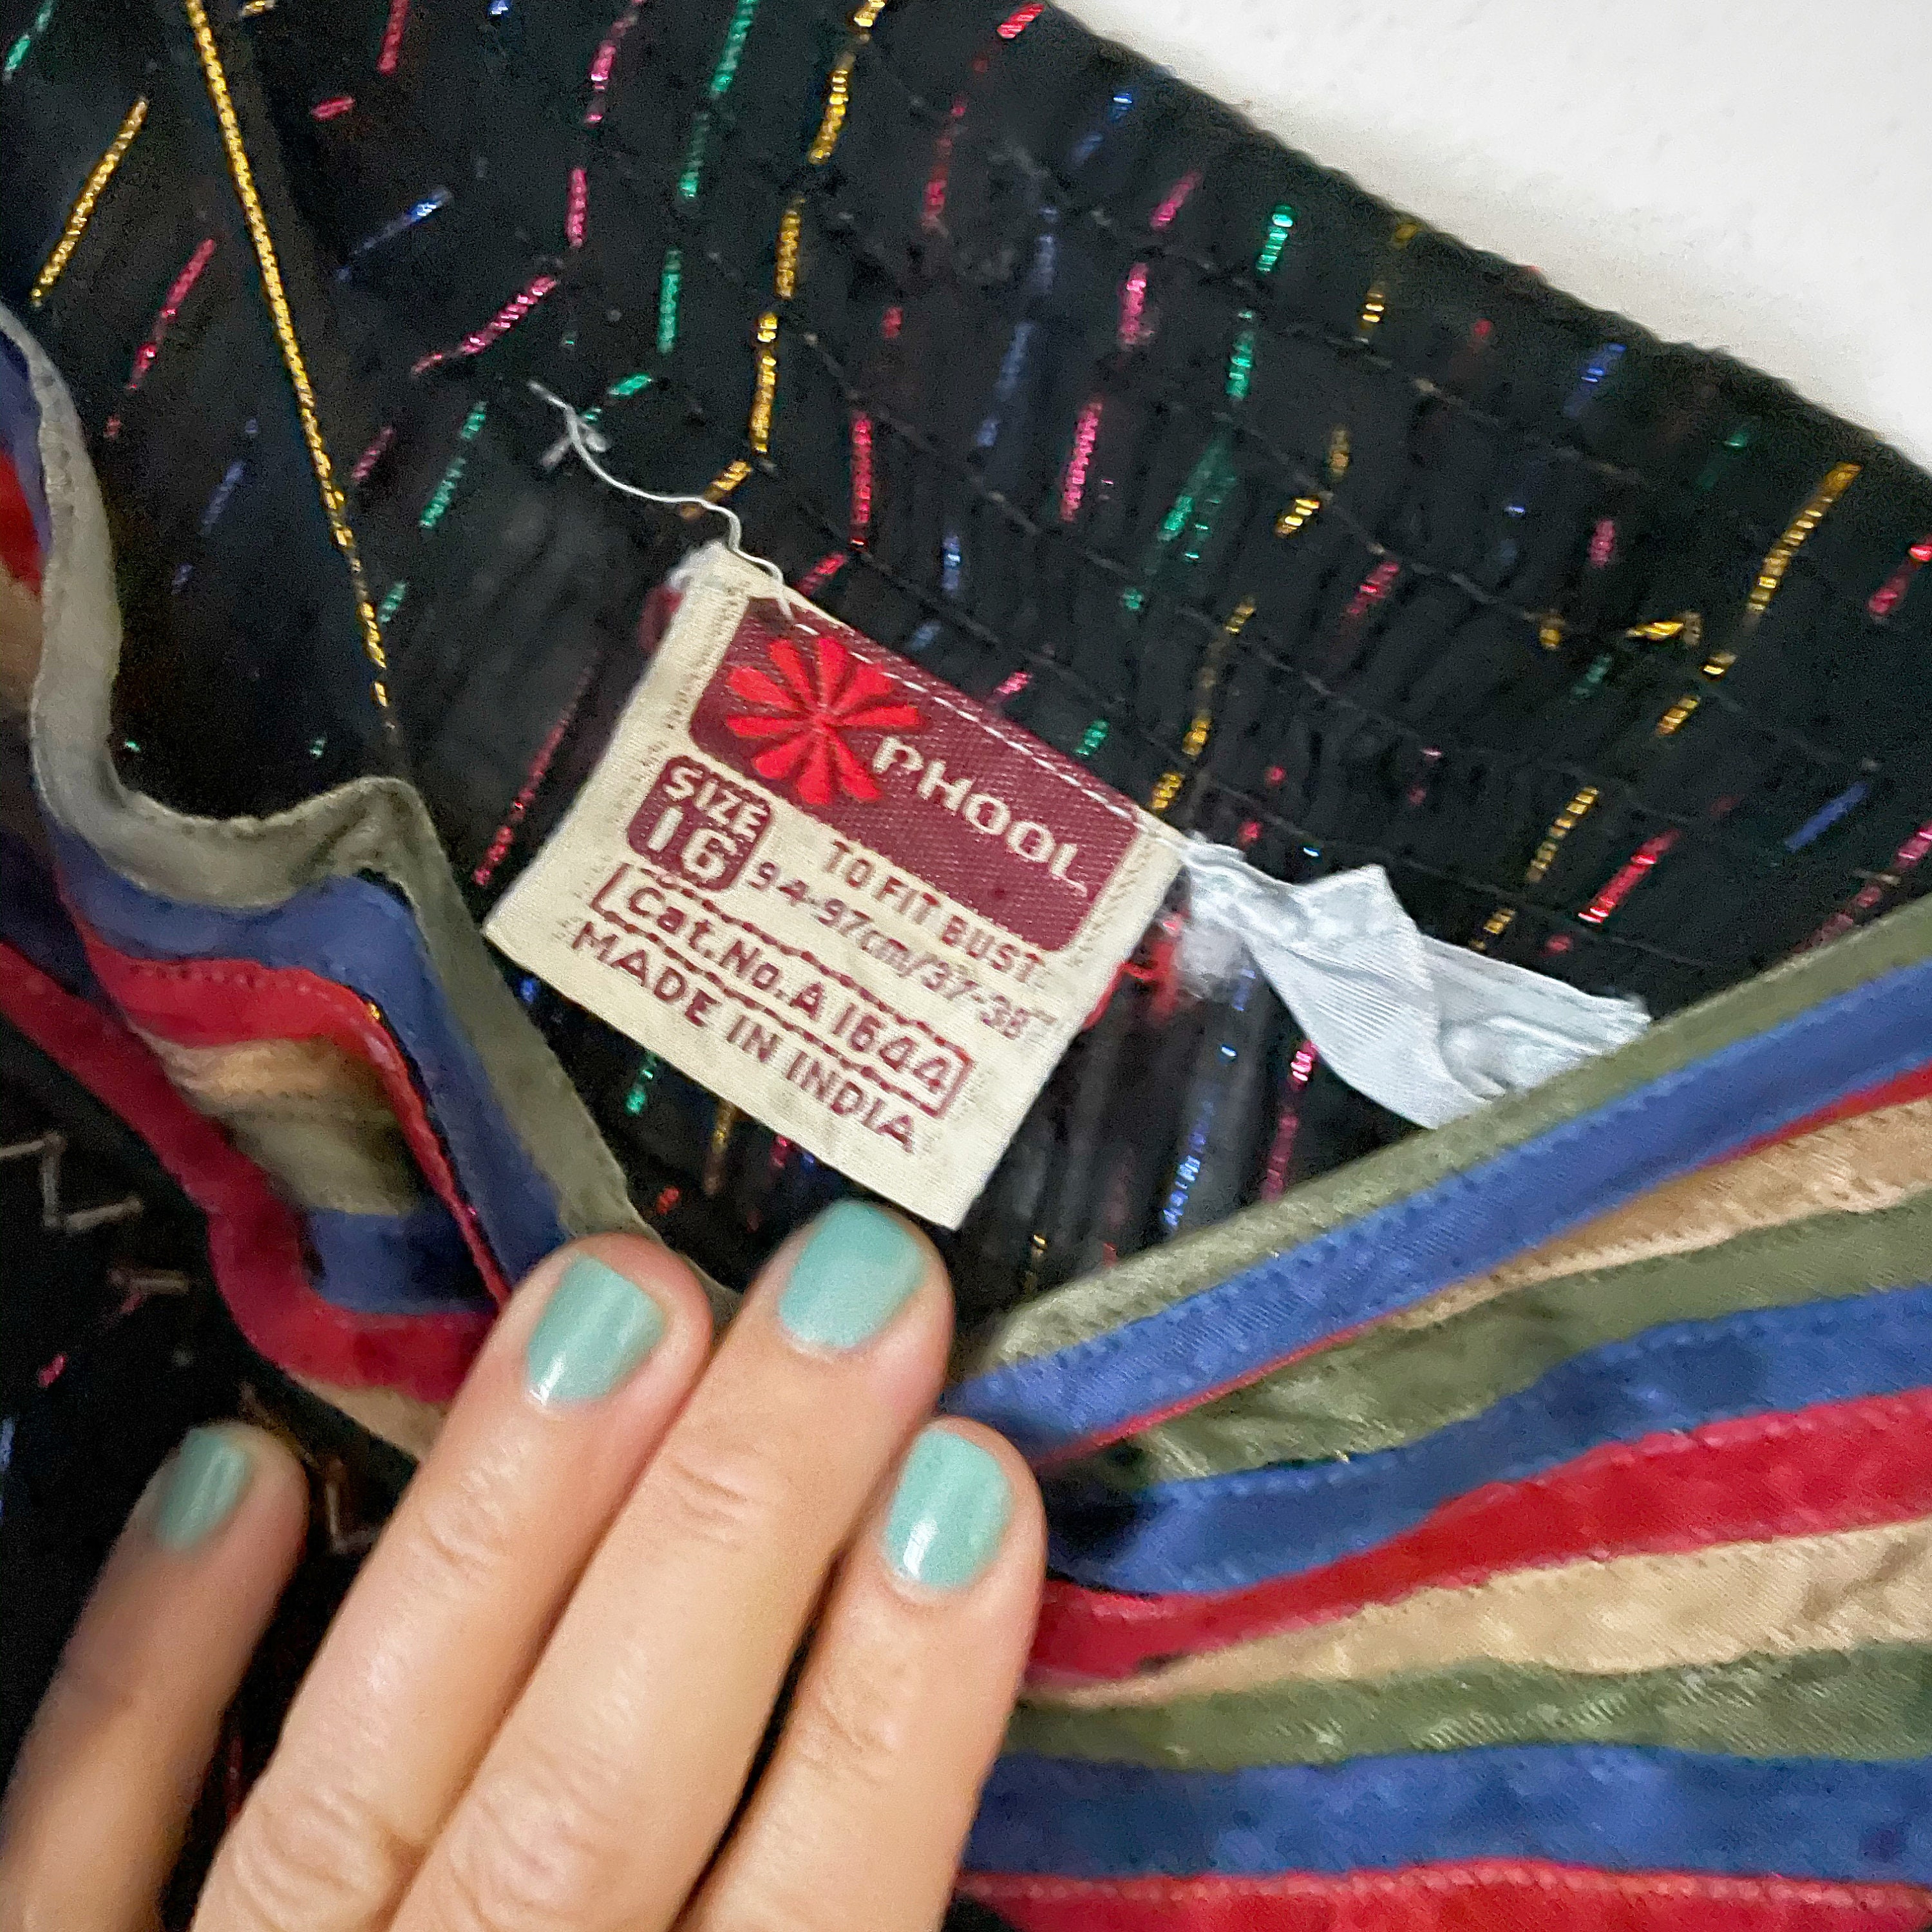 PHOOL
SIZE
16
TO FIT BUST
94-97cm/37-38"
Cat.No.A 1644
MADE IN INDIA